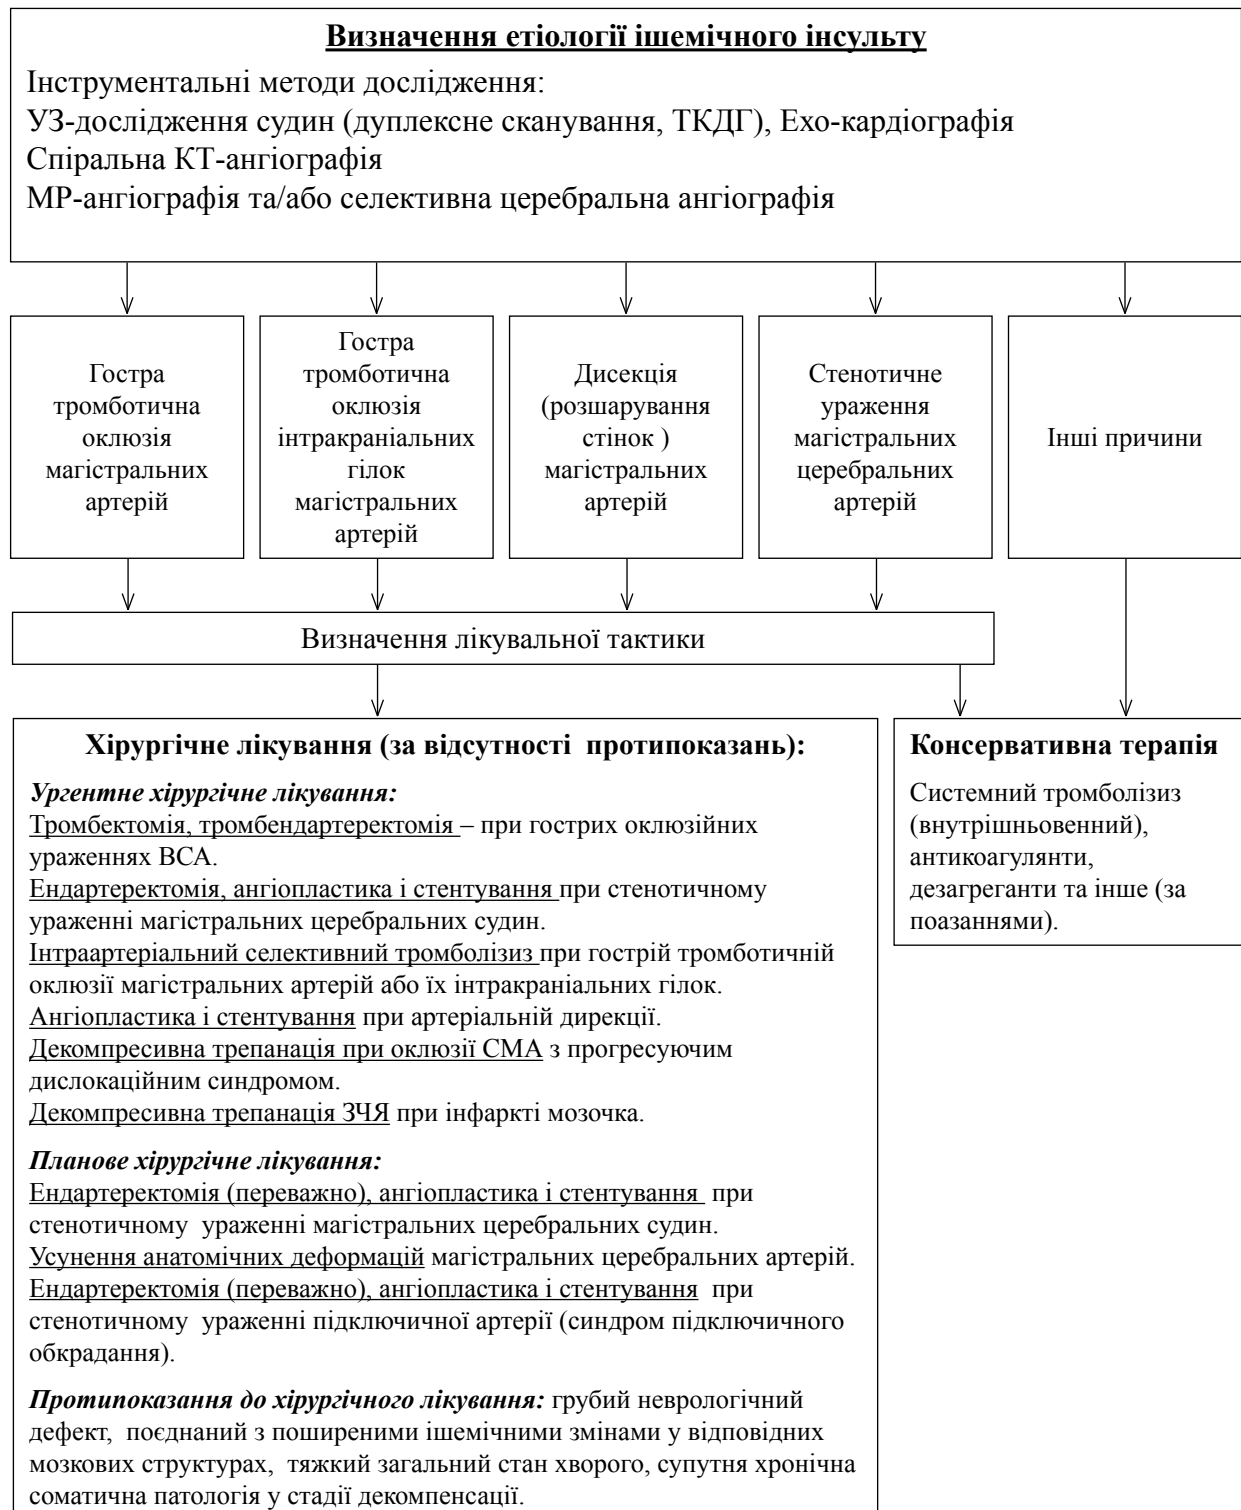 Визначення етіології ішемічного інсульту
Інструментальні методи дослідження:
УЗ-дослідження судин (дуплексне сканування, ТКДГ), Ехо-кардіографія
Спіральна КТ-ангіографія
МР-ангіографія та/або селективна церебральна ангіографія
Гостра
тромботична
оклюзія
магістральних
артерій
Гостра
тромботична
оклюзія
інтракраніальних
гілок
магістральних
артерій
Дисекція
(розшарування
стінок )
магістральних
артерій
Стенотичне
ураження
магістральних
церебральних
артерій
Інші причини
Визначення лікувальної тактики
Хірургічне лікування (за відсутності протипоказань):
Ургентне хірургічне лікування:
Тромбектомія, тромбендартеректомія – при гострих оклюзійних
ураженнях ВСА.
Ендартеректомія, ангіопластика і стентування при стенотичному
ураженні магістральних церебральних судин.
Інтраартеріальний селективний тромболізиз при гострій тромботичній
оклюзії магістральних артерій або їх інтракраніальних гілок.
Ангіопластика і стентування при артеріальній дирекції.
Декомпресивна трепанація при оклюзії СМА з прогресуючим
дислокаційним синдромом.
Декомпресивна трепанація ЗЧЯ при інфаркті мозочка.
Планове хірургічне лікування:
Ендартеректомія (переважно), ангіопластика і стентування при
стенотичному ураженні магістральних церебральних судин.
Усунення анатомічних деформацій магістральних церебральних артерій.
Ендартеректомія (переважно), ангіопластика і стентування при
стенотичному ураженні підключичної артерії (синдром підключичного
обкрадання).
Протипоказання до хірургічного лікування: грубий неврологічний
дефект, поєднаний з поширеними ішемічними змінами у відповідних
мозкових структурах, тяжкий загальний стан хворого, супутня хронічна
соматична патологія у стадії декомпенсації.
Консервативна терапія
Системний тромболізиз
(внутрішньовенний),
антикоагулянти,
дезагреганти та інше (за
поазаннями).